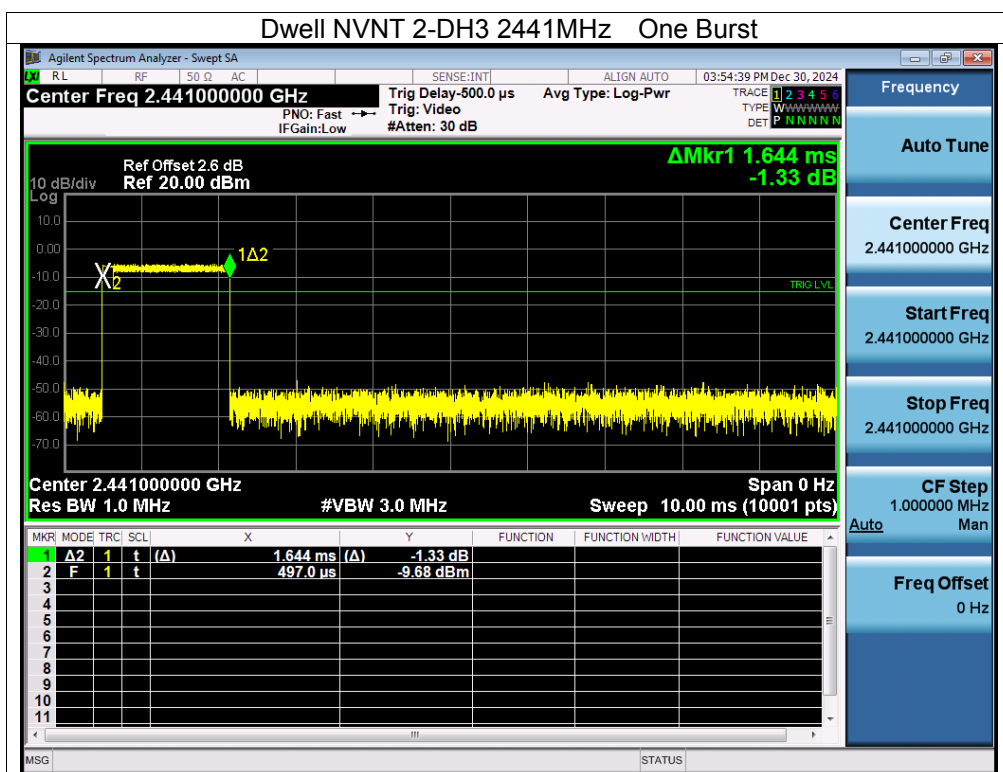 Dwell NVNT 2-DH3 2441MHz One Burst
Agilent Spectrum Analyzer - Swept SA
LXI RL RF 50 Ω AC SENSE:INT ALIGN AUTO 03:54:39 PM Dec 30, 2024
Center Freq 2.441000000 GHz Trig Delay-500.0 µs Avg Type: Log-Pwr TRACE 1 2 3 4 5 6
PNO: Fast Trig: Video TYPE WWWWWW
IFGain:Low #Atten: 30 dB DET P N N N N N
ΔMkr1 1.644 ms
-1.33 dB
Ref Offset 2.6 dB
10 dB/div Ref 20.00 dBm
Log
10.0
0.00
1Δ2
-10.0
2
TRIG LVL
-20.0
-30.0
-40.0
-50.0
-60.0
-70.0
Center 2.441000000 GHz Span 0 Hz
Res BW 1.0 MHz #VBW 3.0 MHz Sweep 10.00 ms (10001 pts)
MKR MODE TRC SCL X Y FUNCTION FUNCTION WIDTH FUNCTION VALUE
1 Δ2 1 t (Δ) 1.644 ms (Δ) -1.33 dB
2 F 1 t 497.0 µs -9.68 dBm
3
4
5
6
7
8
9
10
11
MSG STATUS
Frequency
Auto Tune
Center Freq
2.441000000 GHz
Start Freq
2.441000000 GHz
Stop Freq
2.441000000 GHz
CF Step
1.000000 MHz
Auto Man
Freq Offset
0 Hz